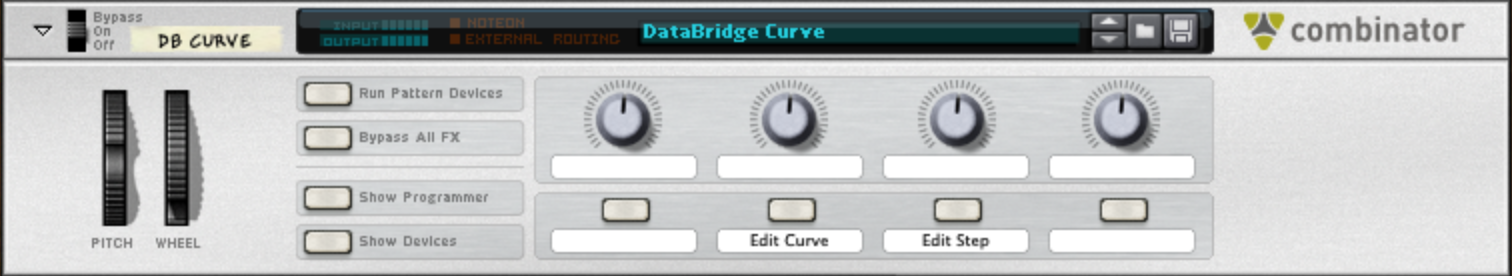 Bypass
On
Off
DB CURVE
INPUT
OUTPUT
NOTEON
EXTERNAL ROUTING
DataBridge Curve
combinator
Run Pattern Devices
Bypass All FX
Show Programmer
Show Devices
PITCH WHEEL
Edit Curve
Edit Step